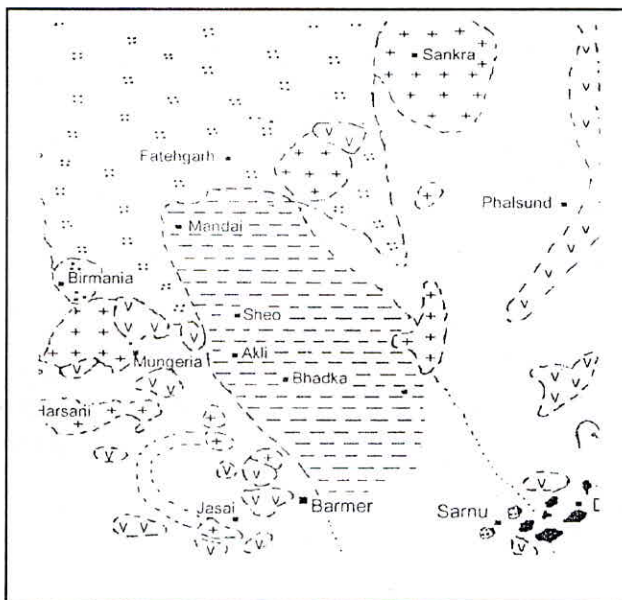 Sankra
Fatehgarh
Phalsund
Mandai
Birmania
Sheo
Akli
Mungeria
Bhadka
Harsani
Barmer
Jasai
Sarnu